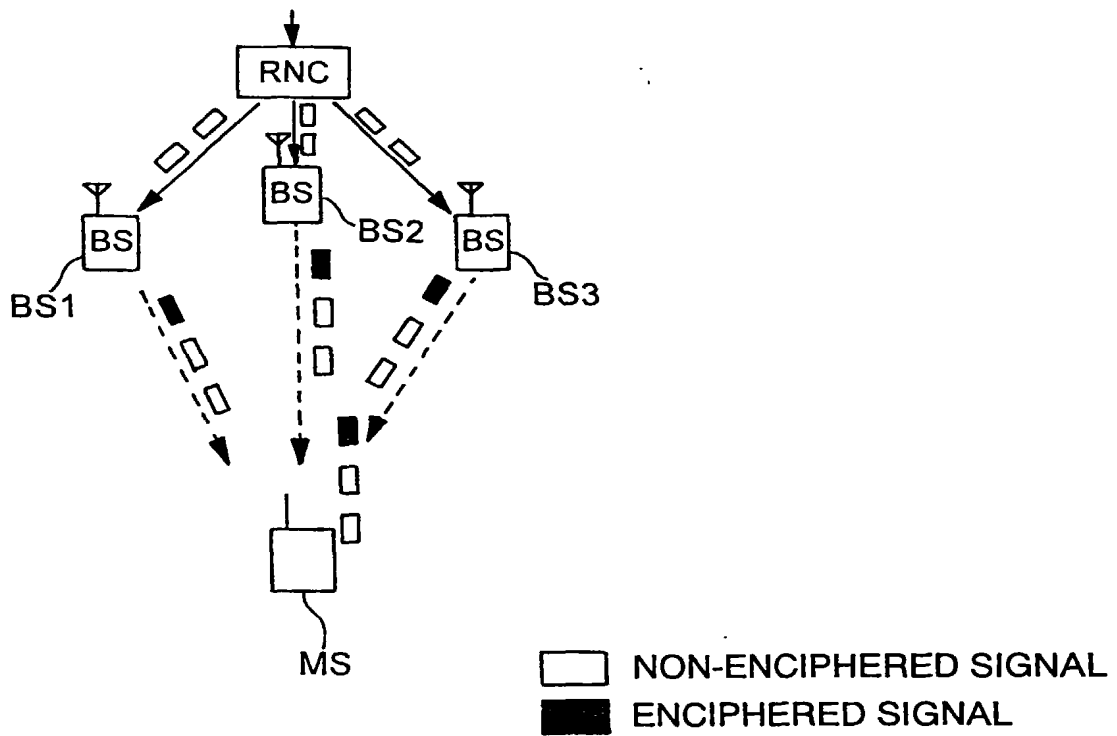 RNC
BS
BS2
BS
BS1
BS
BS3
MS
NON-ENCIPHERED SIGNAL
ENCIPHERED SIGNAL